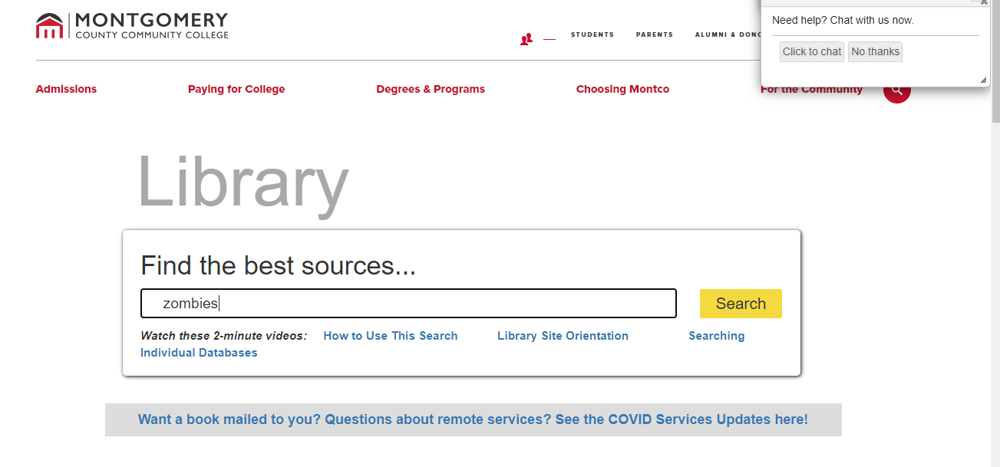 MONTGOMERY
COUNTY COMMUNITY COLLEGE
STUDENTS PARENTS ALUMNI &
Need help? Chat with us now.
Click to chat No thanks
Admissions Paying for College Degrees & Programs Choosing Montco For the Community
Library
Find the best sources...
zombies
Search
Watch these 2-minute videos: How to Use This Search Library Site Orientation Searching
Individual Databases
Want a book mailed to you? Questions about remote services? See the COVID Services Updates here!